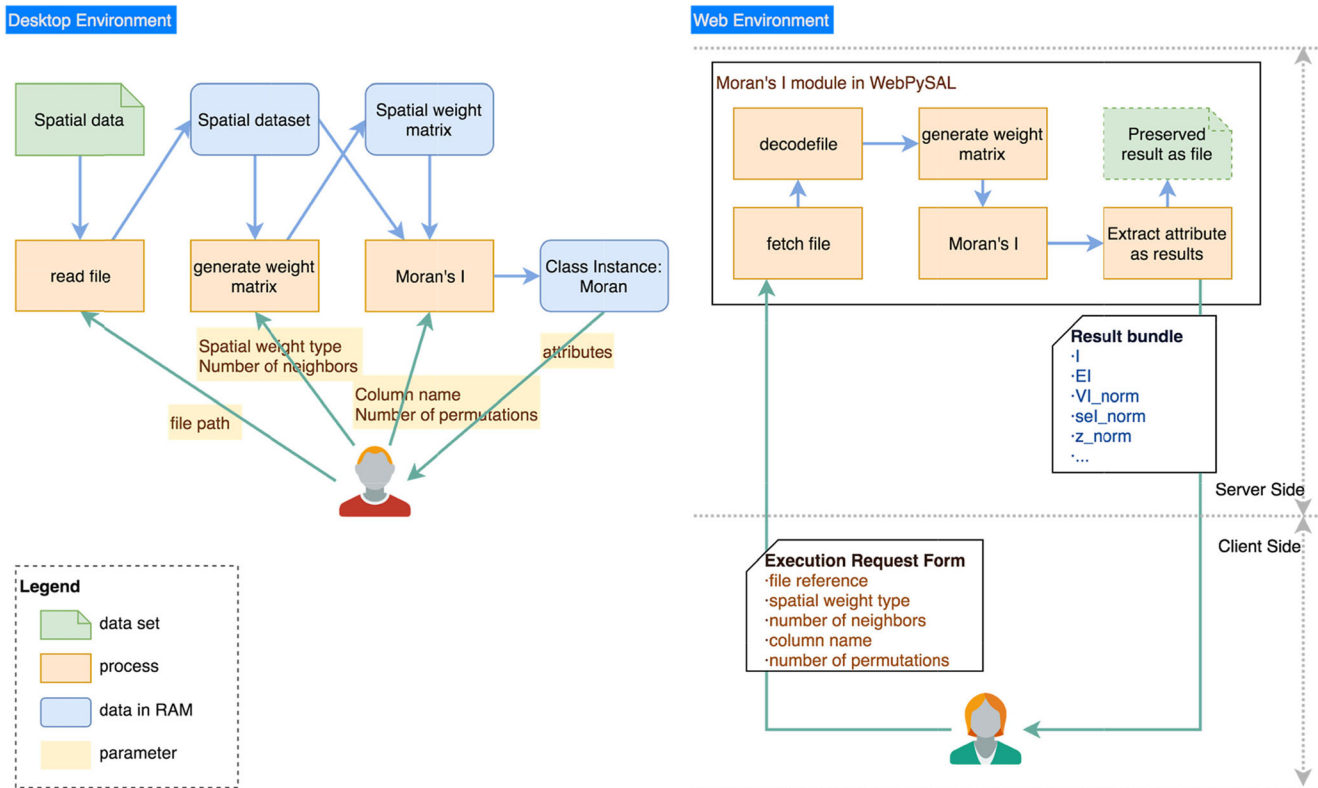 Desktop Environment
Spatial data
Spatial dataset
Spatial weight
matrix
read file
generate weight
matrix
Moran's I
Class Instance:
Moran
Spatial weight type
Number of neighbors
attributes
Column name
Number of permutations
file path
Legend
data set
process
data in RAM
parameter
Web Environment
Moran's I module in WebPySAL
decodefile
generate weight
matrix
Preserved
result as file
fetch file
Moran's I
Extract attribute
as results
Result bundle
·I
·EI
·VI_norm
·seI_norm
·z_norm
·...
Server Side
Client Side
Execution Request Form
·file reference
·spatial weight type
·number of neighbors
·column name
·number of permutations